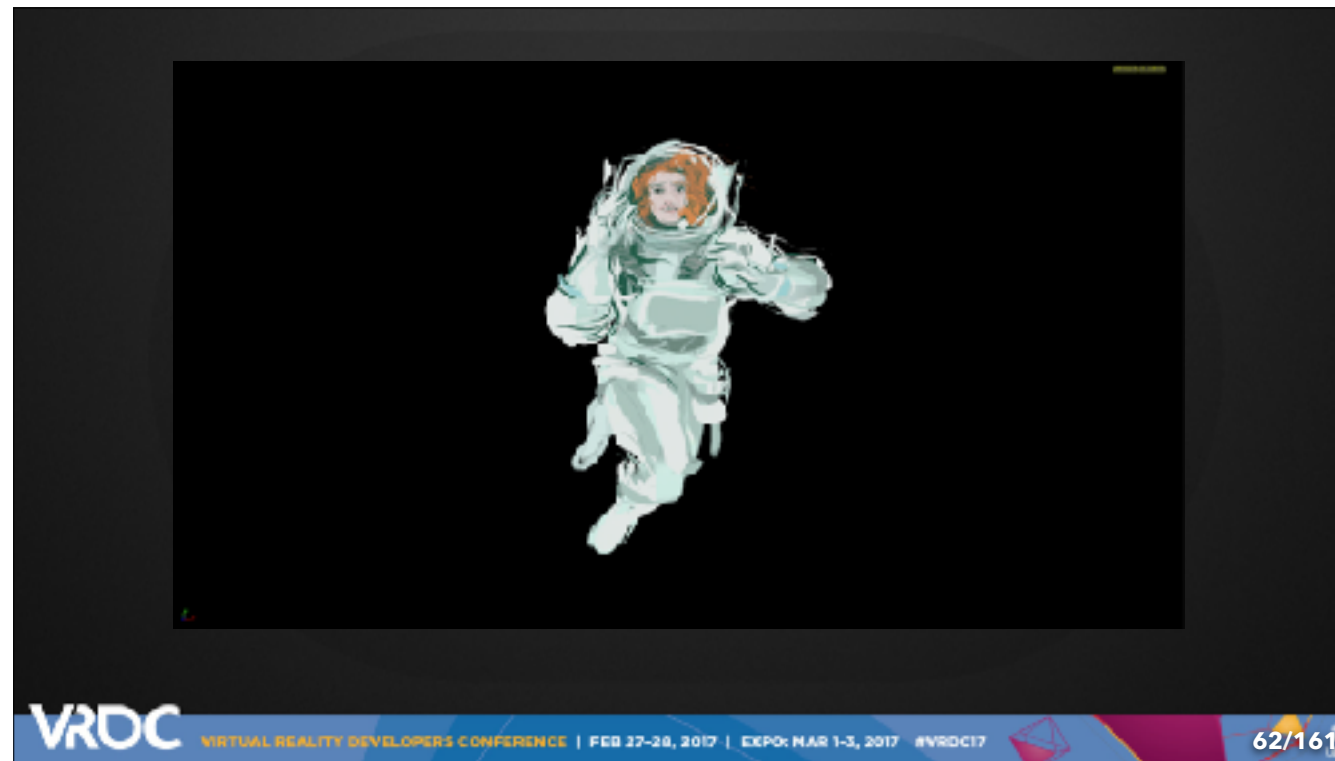 VRDC
VIRTUAL REALITY DEVELOPERS CONFERENCE | FEB 27-28, 2017 | EXPO: MAR 1-3, 2017 #VRDC17
62/161